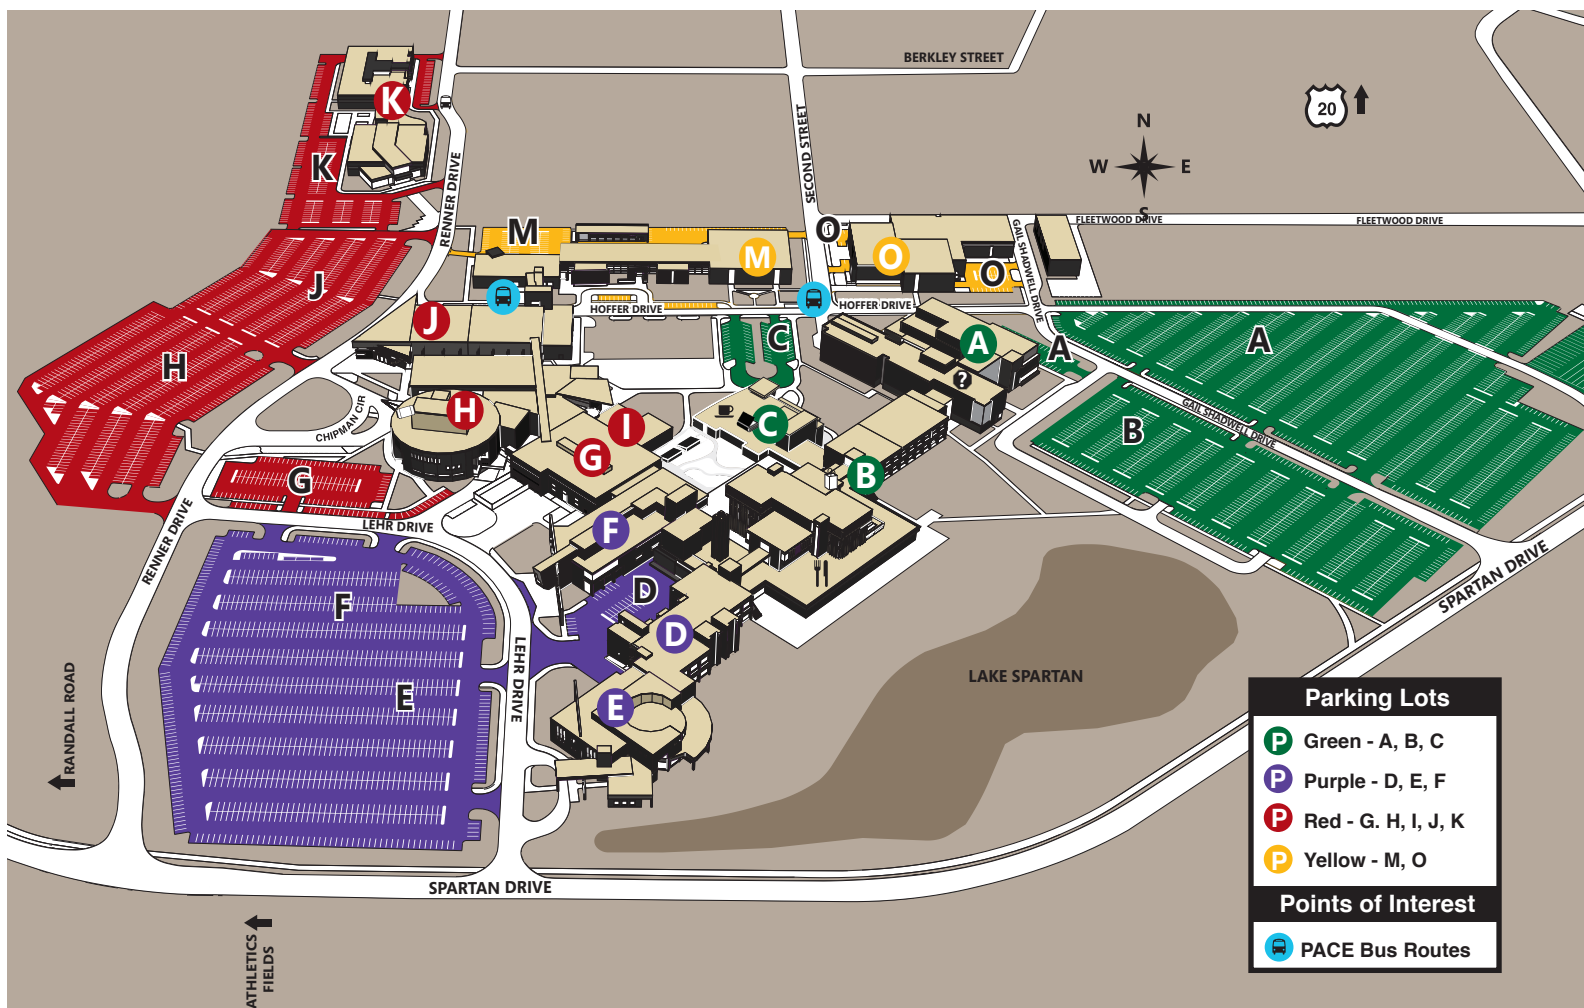 BERKLEY STREET
20
N
W E
S
K
K
RENNER DRIVE
SECOND STREET
M
M
O
O
O
GAIL SHADWELL DRIVE
FLEETWOOD DRIVE
FLEETWOOD DRIVE
J
J
HOFFER DRIVE
HOFFER DRIVE
H
H
C
A
A
A
?
CHIPMAN CIR
I
G
G
C
B
B
GAIL SHADWELL DRIVE
LEHR DRIVE
RENNER DRIVE
F
F
D
D
E
E
LEHR DRIVE
SPARTAN DRIVE
LAKE SPARTAN
RANDALL ROAD
SPARTAN DRIVE
ATHLETICS
FIELDS
Parking Lots
P Green - A, B, C
P Purple - D, E, F
P Red - G. H, I, J, K
P Yellow - M, O
Points of Interest
PACE Bus Routes